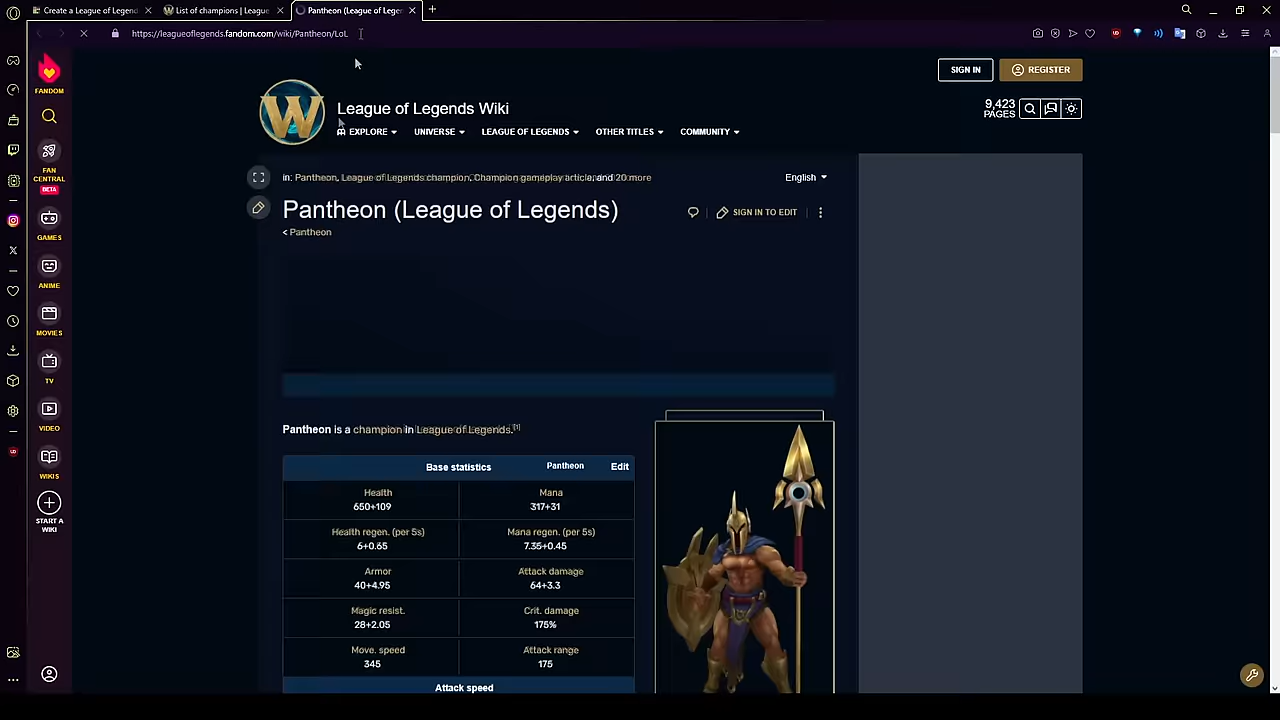 Create a League of Legend
List of champions | League
Pantheon (League of Leger
https://leagueoflegends.fandom.com/wiki/Pantheon/LoL
FANDOM
FAN
CENTRAL
BETA
GAMES
ANIME
MOVIES
TV
VIDEO
WIKIS
START A
WIKI
SIGN IN
REGISTER
League of Legends Wiki
9,423
PAGES
EXPLORE
UNIVERSE
LEAGUE OF LEGENDS
OTHER TITLES
COMMUNITY
in: Pantheon, League of Legends champion, Champion gameplay article, and 20 more
English
Pantheon (League of Legends)
SIGN IN TO EDIT
< Pantheon
Pantheon is a champion in League of Legends.[1]
Base statistics
Pantheon
Edit
Health
650+109
Mana
317+31
Health regen. (per 5s)
6+0.65
Mana regen. (per 5s)
7.35+0.45
Armor
40+4.95
Attack damage
64+3.3
Magic resist.
28+2.05
Crit. damage
175%
Move. speed
345
Attack range
175
Attack speed